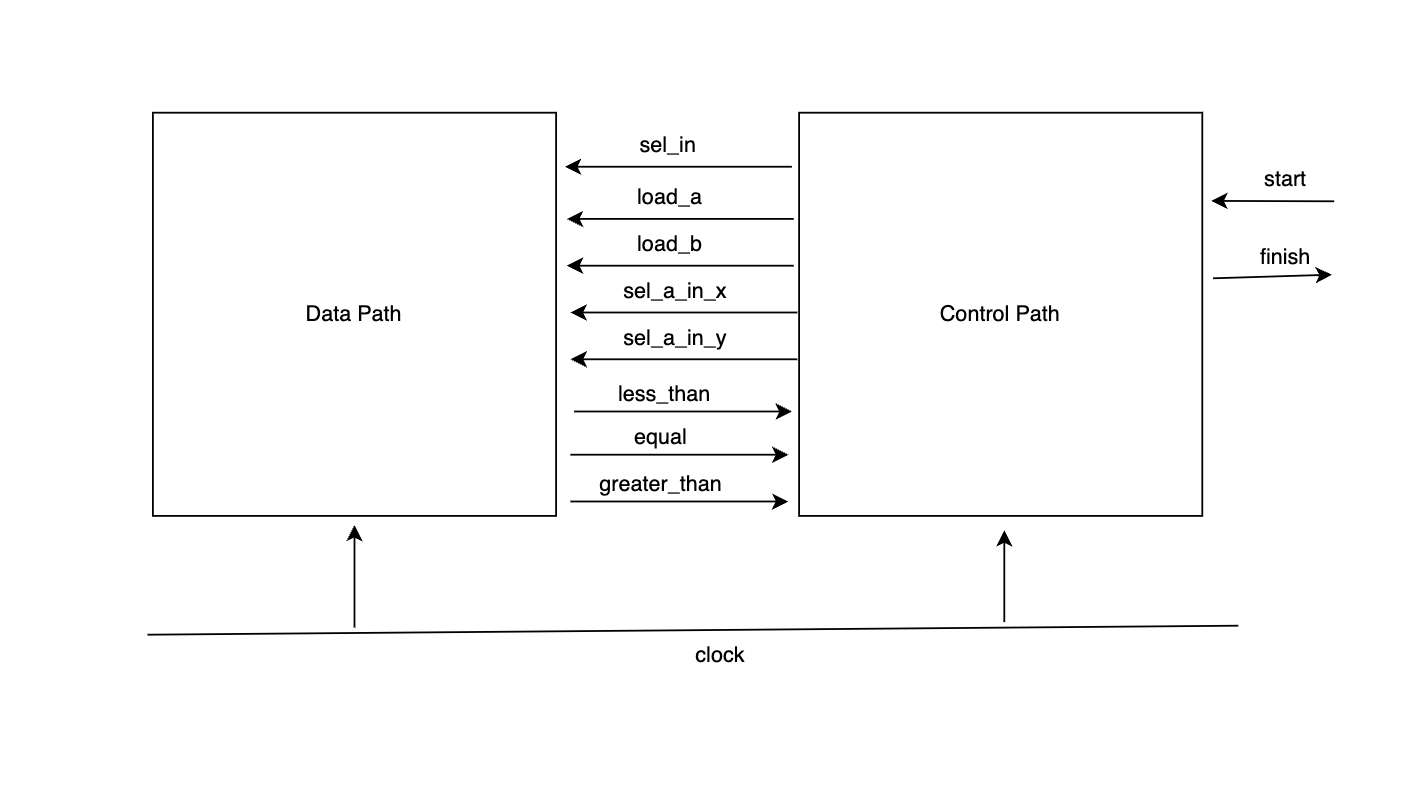 sel_in
load_a
load_b
sel_a_in_x
sel_a_in_y
less_than
equal
greater_than
Data Path
Control Path
start
finish
clock